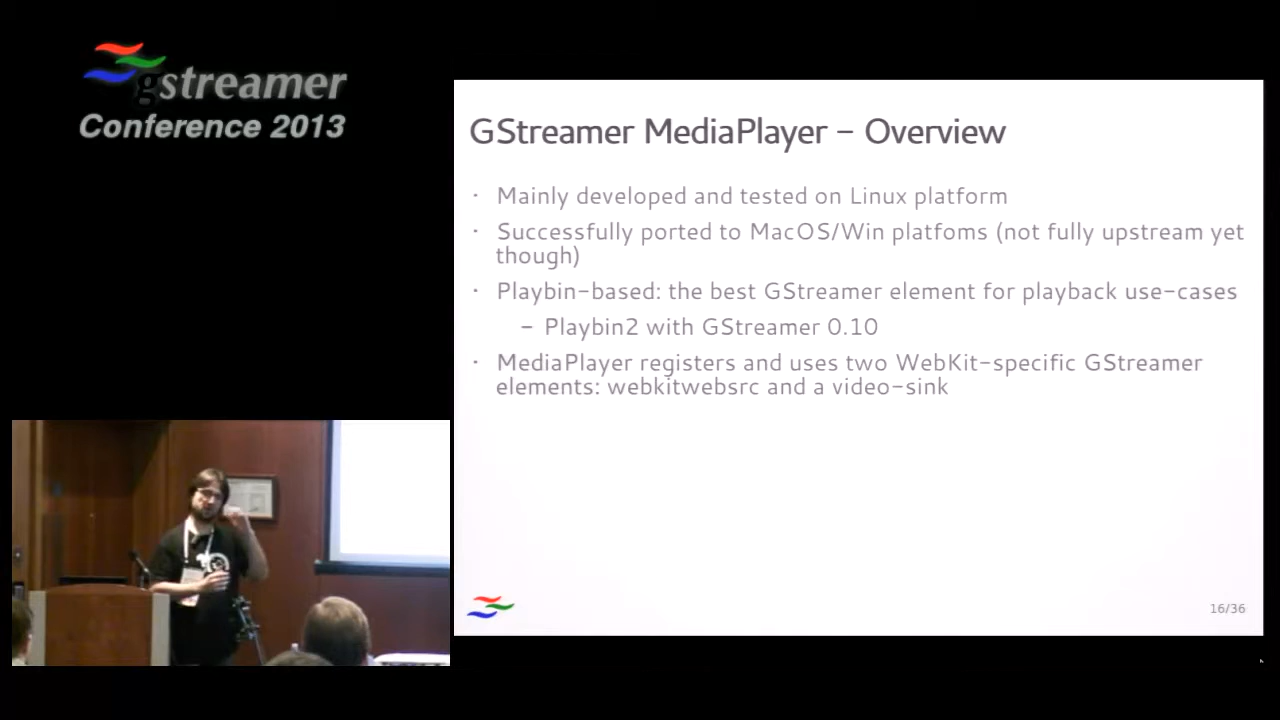 gstreamer
Conference 2013
GStreamer MediaPlayer - Overview
· Mainly developed and tested on Linux platform
· Successfully ported to MacOS/Win platfoms (not fully upstream yet
though)
· Playbin-based: the best GStreamer element for playback use-cases
- Playbin2 with GStreamer 0.10
· MediaPlayer registers and uses two WebKit-specific GStreamer
elements: webkitwebsrc and a video-sink
16/36